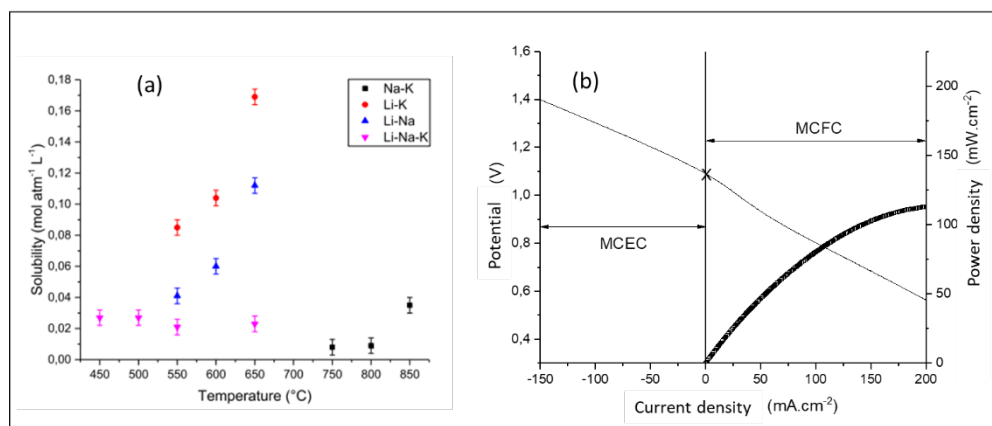 (a)
Na-K
Li-K
Li-Na
Li-Na-K
0,18
0,16
0,14
0,12
0,10
0,08
0,06
0,04
0,02
0,00
Solubility (mol atm⁻¹ L⁻¹)
450 500 550 600 650 700 750 800 850
Temperature (°C)
(b)
1,6
1,4
1,2
1,0
0,8
0,6
0,4
Potential (V)
MCFC
MCEC
200
150
100
50
0
Power density (mW.cm⁻²)
-150 -100 -50 0 50 100 150 200
Current density (mA.cm⁻²)